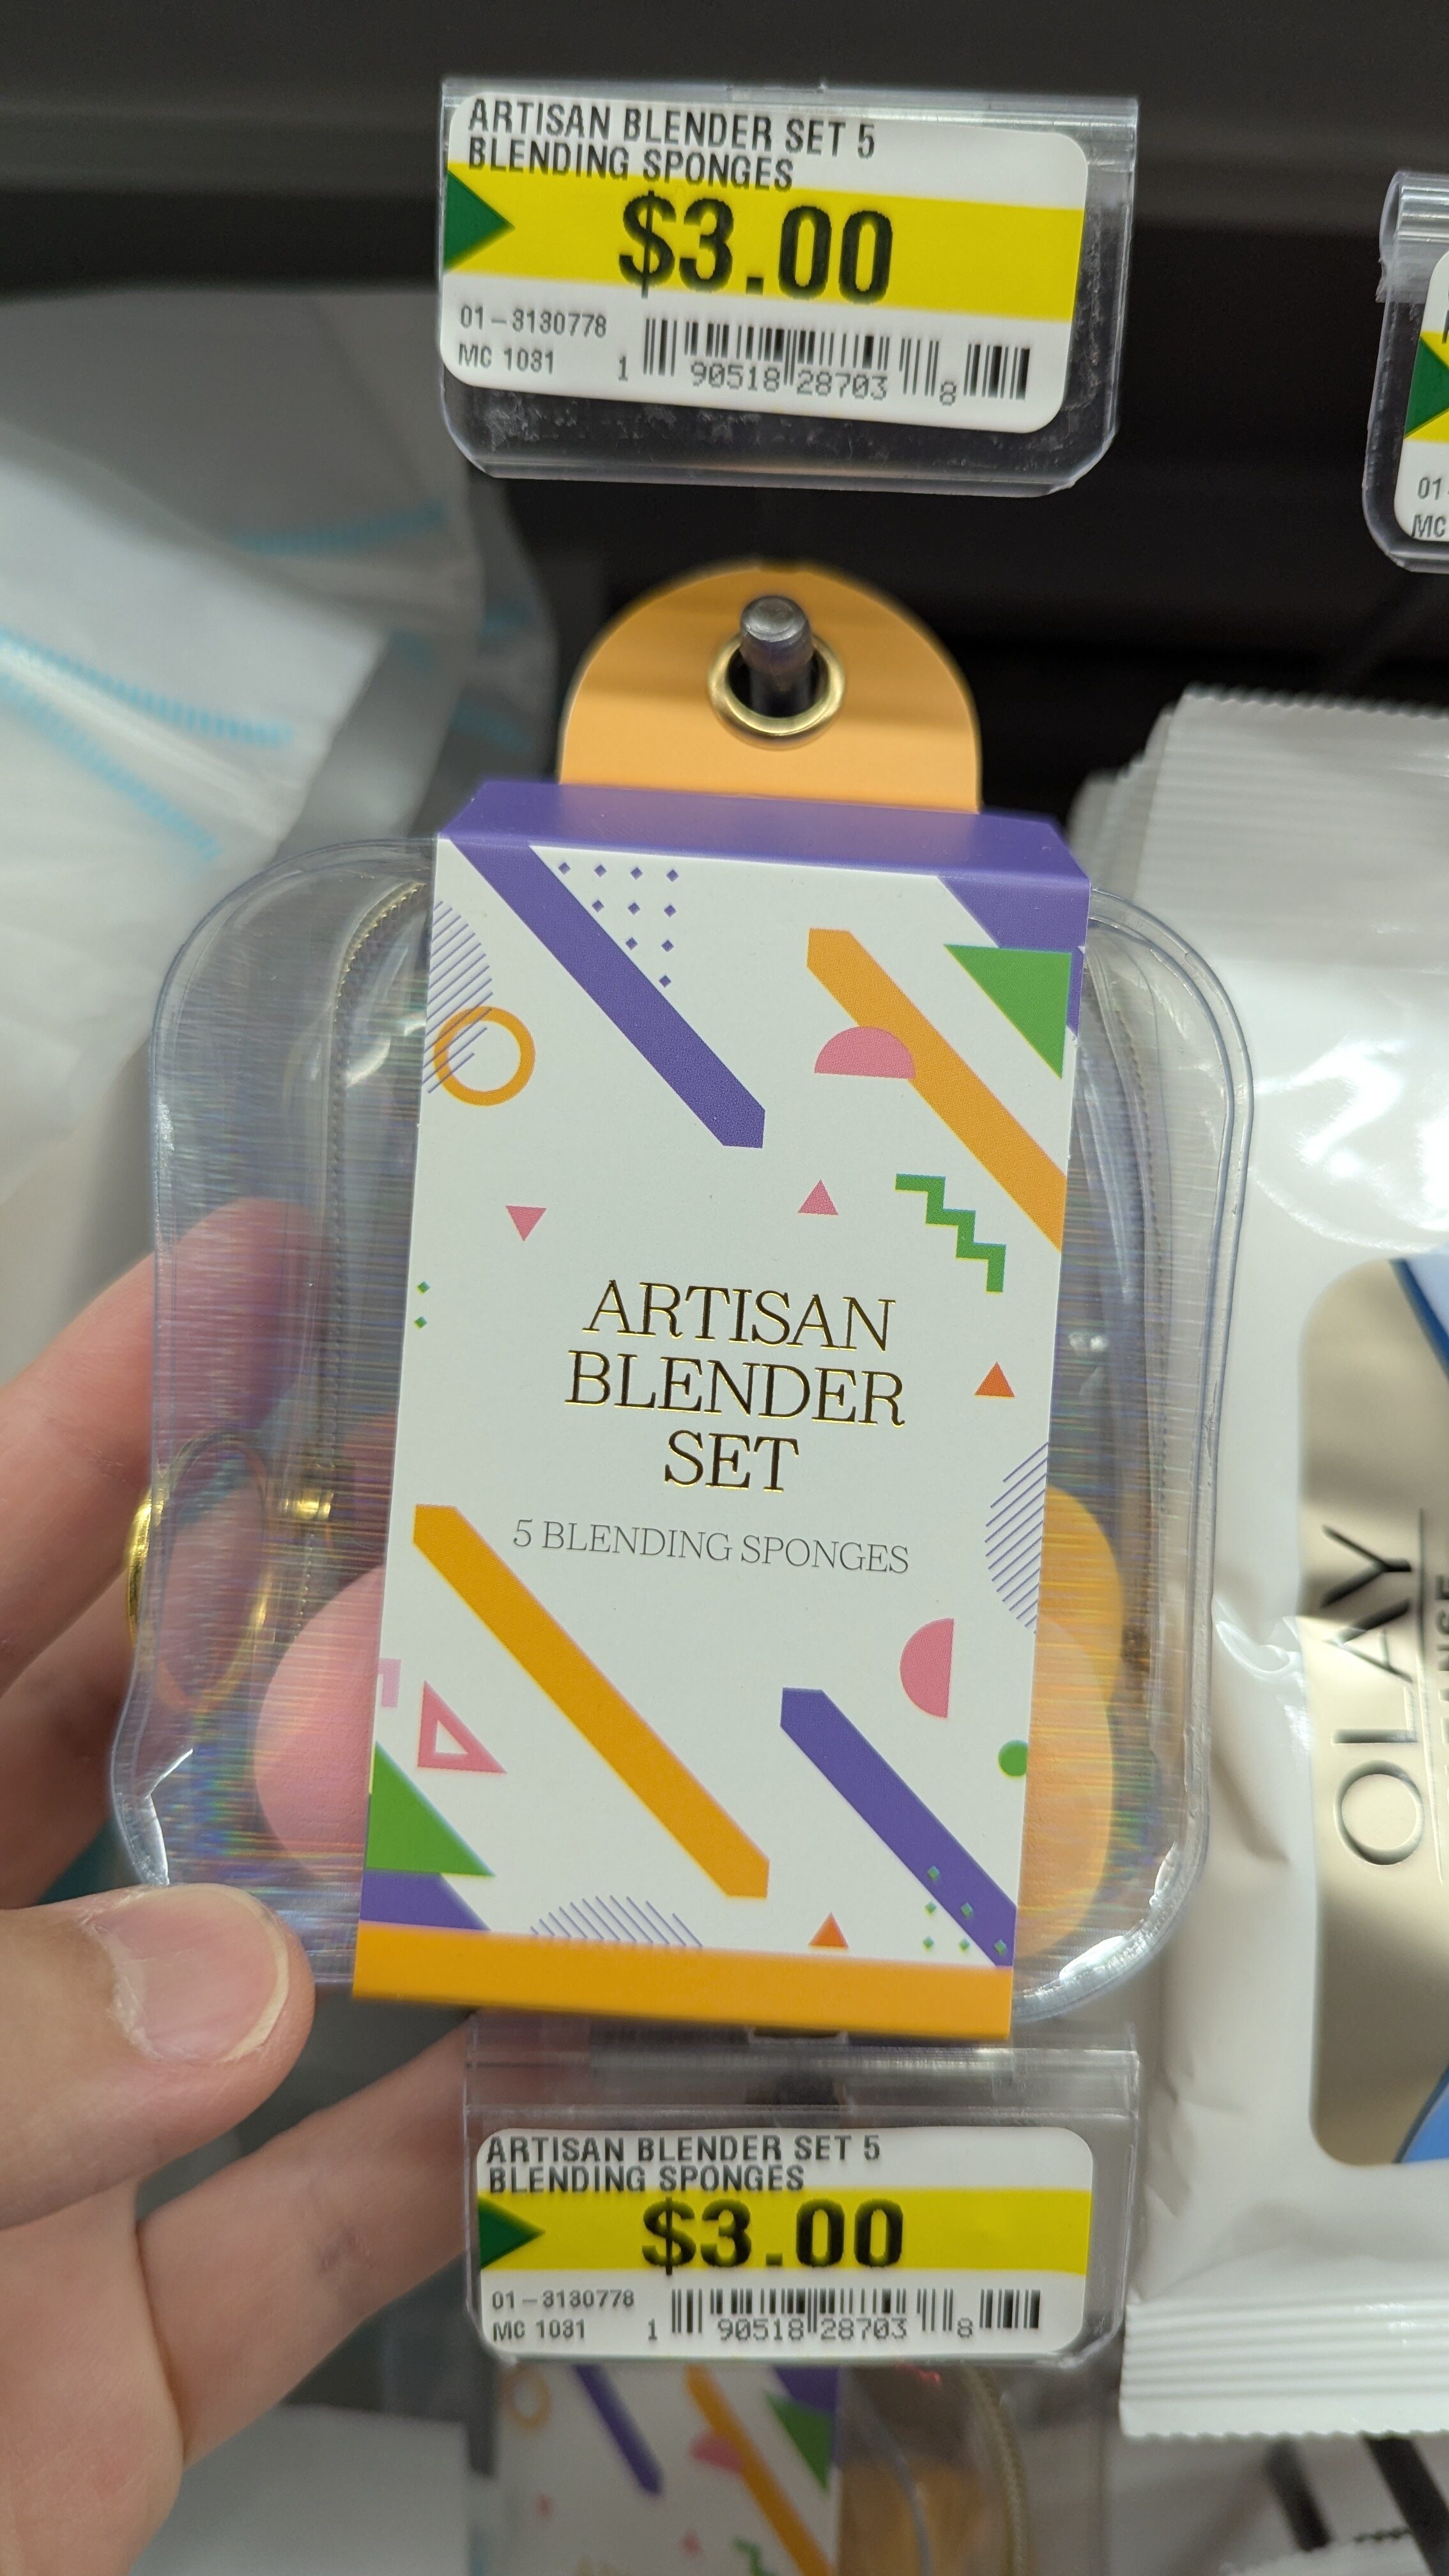 ARTISAN BLENDER SET 5
BLENDING SPONGES
$3.00
01-3130778
MC 1031
1 90518 28703 8
01
MC
ARTISAN
BLENDER
SET
5 BLENDING SPONGES
OLAY
ARTISAN BLENDER SET 5
BLENDING SPONGES
$3.00
01-3130778
MC 1031
1 90518 28703 8